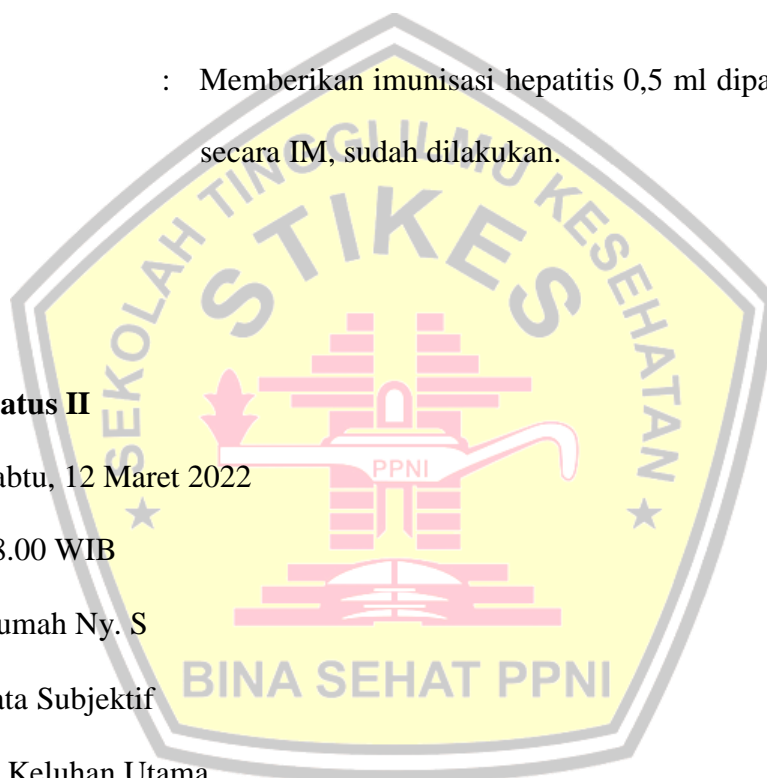 : Memberikan imunisasi hepatitis 0,5 ml dipa
secara IM, sudah dilakukan.
SEKOLAH TINGGI ILMU KESEHATAN
STIKES
atus II
abtu, 12 Maret 2022
PPNI
8.00 WIB
umah Ny. S
BINA SEHAT PPNI
ata Subjektif
Keluhan Utama